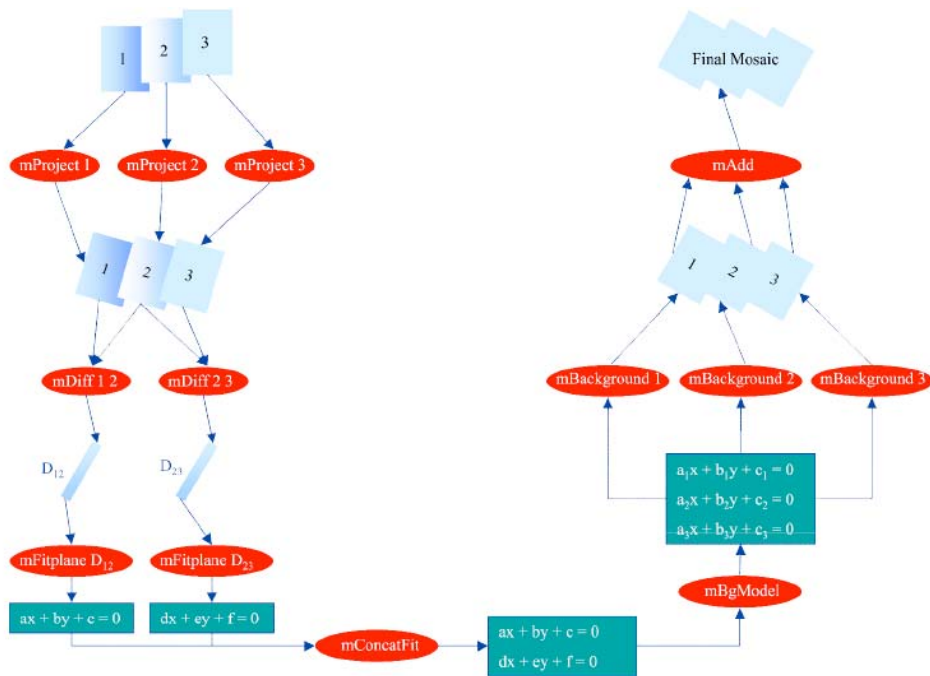 1
2
3
mProject 1
mProject 2
mProject 3
1
2
3
mDiff 1 2
mDiff 2 3
D₁₂
D₂₃
mFitplane D₁₂
mFitplane D₂₃
ax + by + c = 0
dx + ey + f = 0
mConcatFit
ax + by + c = 0
dx + ey + f = 0
mBgModel
a₁x + b₁y + c₁ = 0
a₂x + b₂y + c₂ = 0
a₃x + b₃y + c₃ = 0
mBackground 1
mBackground 2
mBackground 3
1
2
3
mAdd
Final Mosaic